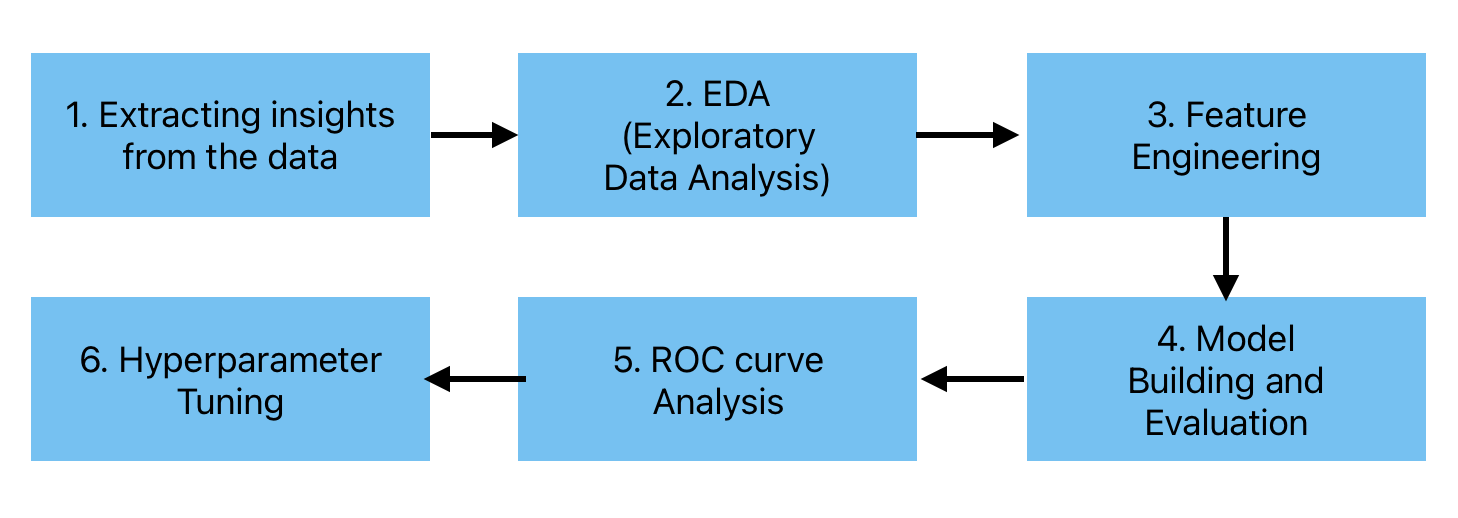 1. Extracting insights
from the data
2. EDA
(Exploratory
Data Analysis)
3. Feature
Engineering
4. Model
Building and
Evaluation
5. ROC curve
Analysis
6. Hyperparameter
Tuning